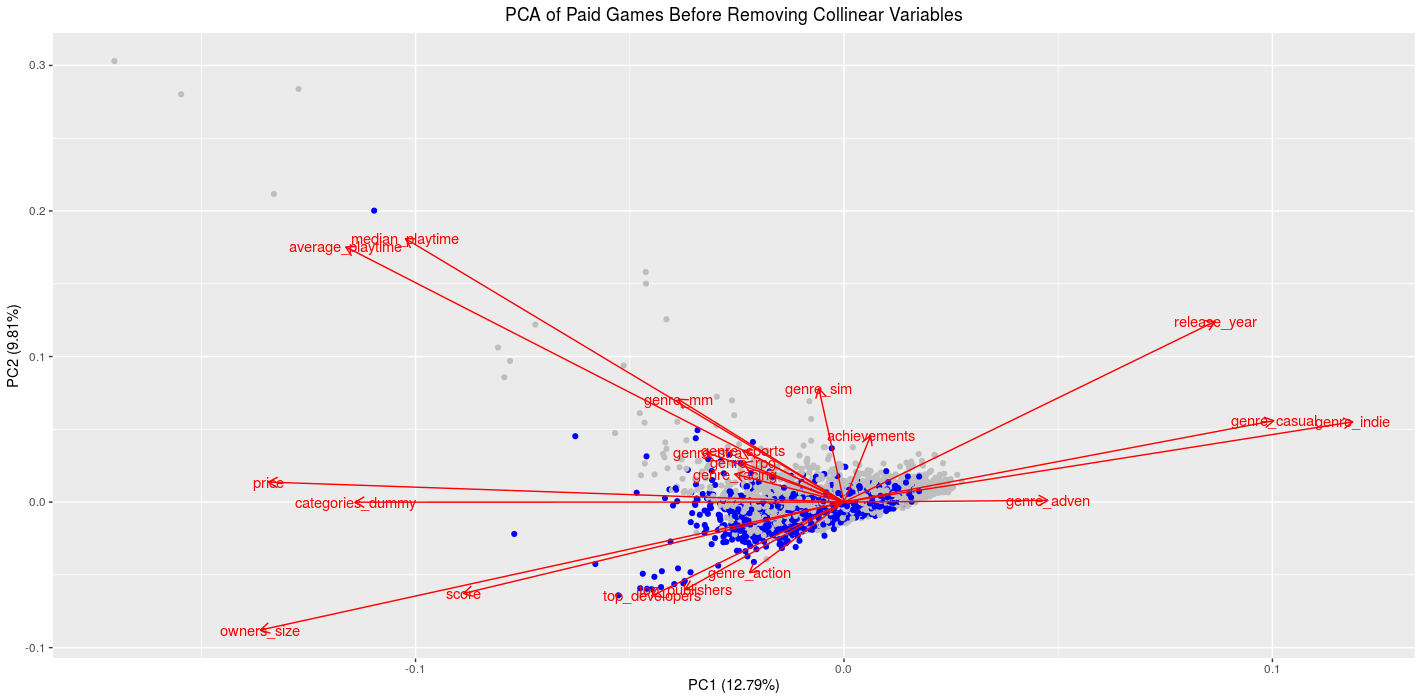 PCA of Paid Games Before Removing Collinear Variables
PC2 (9.81%)
0.3
0.2
0.1
0.0
-0.1
median_playtime
average_playtime
release_year
genre_sim
genre_mm
genre_casual
genre_indie
achievements
genre_sports
genre_rpg
genre_racing
price
categories_dummy
genre_adven
genre_action
score
top_developers
owners_size
-0.1
0.0
0.1
PC1 (12.79%)